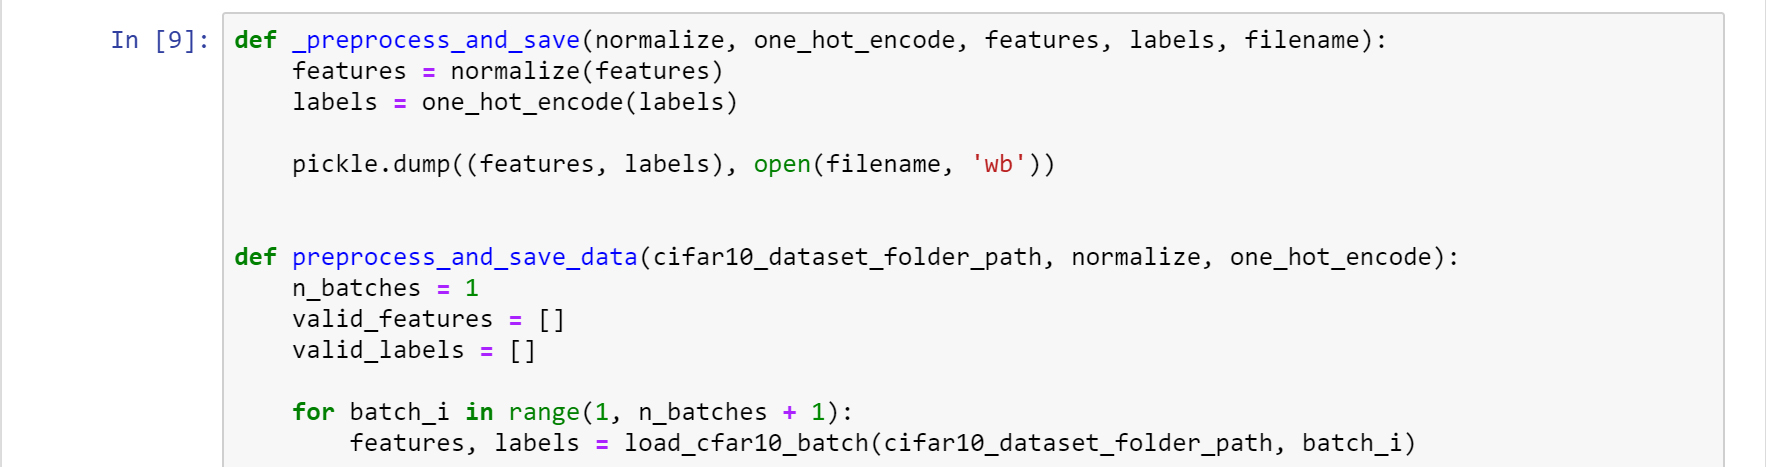 In [9]: def _preprocess_and_save(normalize, one_hot_encode, features, labels, filename):
    features = normalize(features)
    labels = one_hot_encode(labels)

    pickle.dump((features, labels), open(filename, 'wb'))


def preprocess_and_save_data(cifar10_dataset_folder_path, normalize, one_hot_encode):
    n_batches = 1
    valid_features = []
    valid_labels = []

    for batch_i in range(1, n_batches + 1):
        features, labels = load_cfar10_batch(cifar10_dataset_folder_path, batch_i)